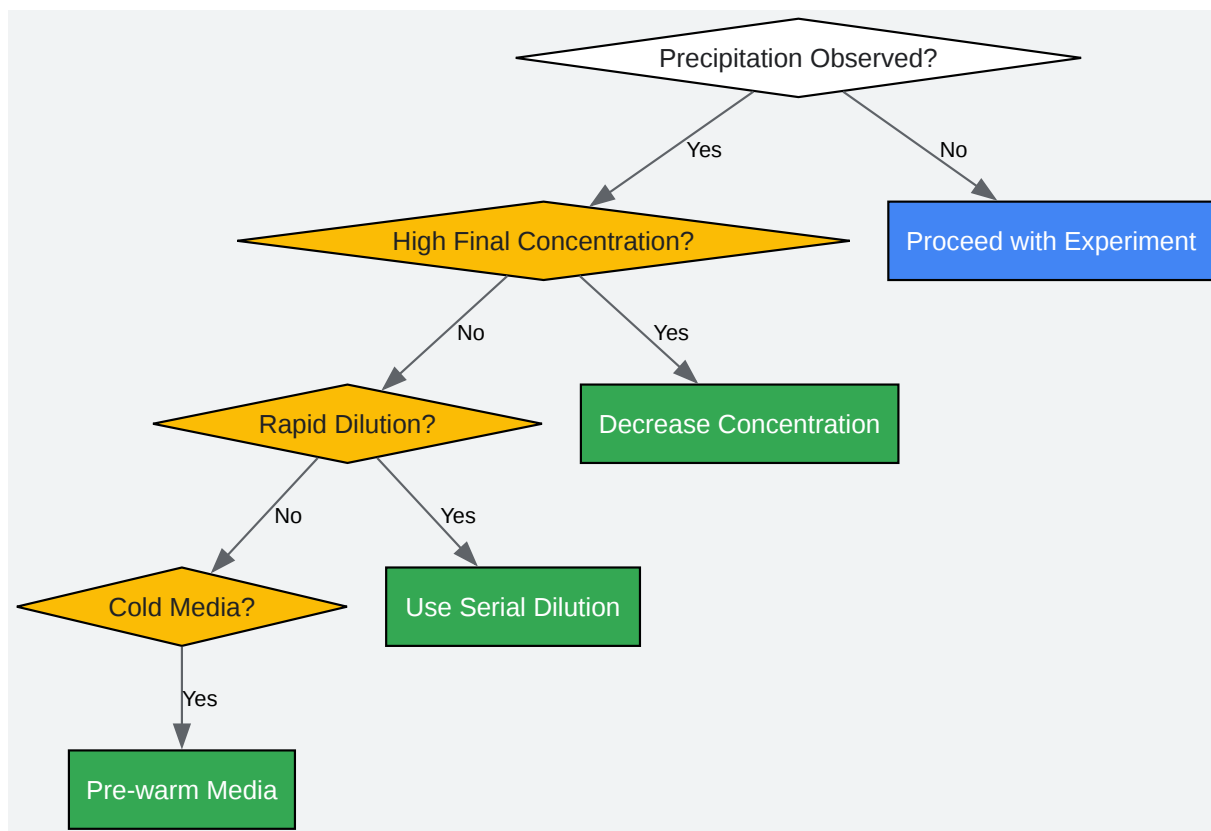 Precipitation Observed?
Yes
No
High Final Concentration?
Proceed with Experiment
No
Yes
Rapid Dilution?
Decrease Concentration
No
Yes
Cold Media?
Use Serial Dilution
Yes
Pre-warm Media